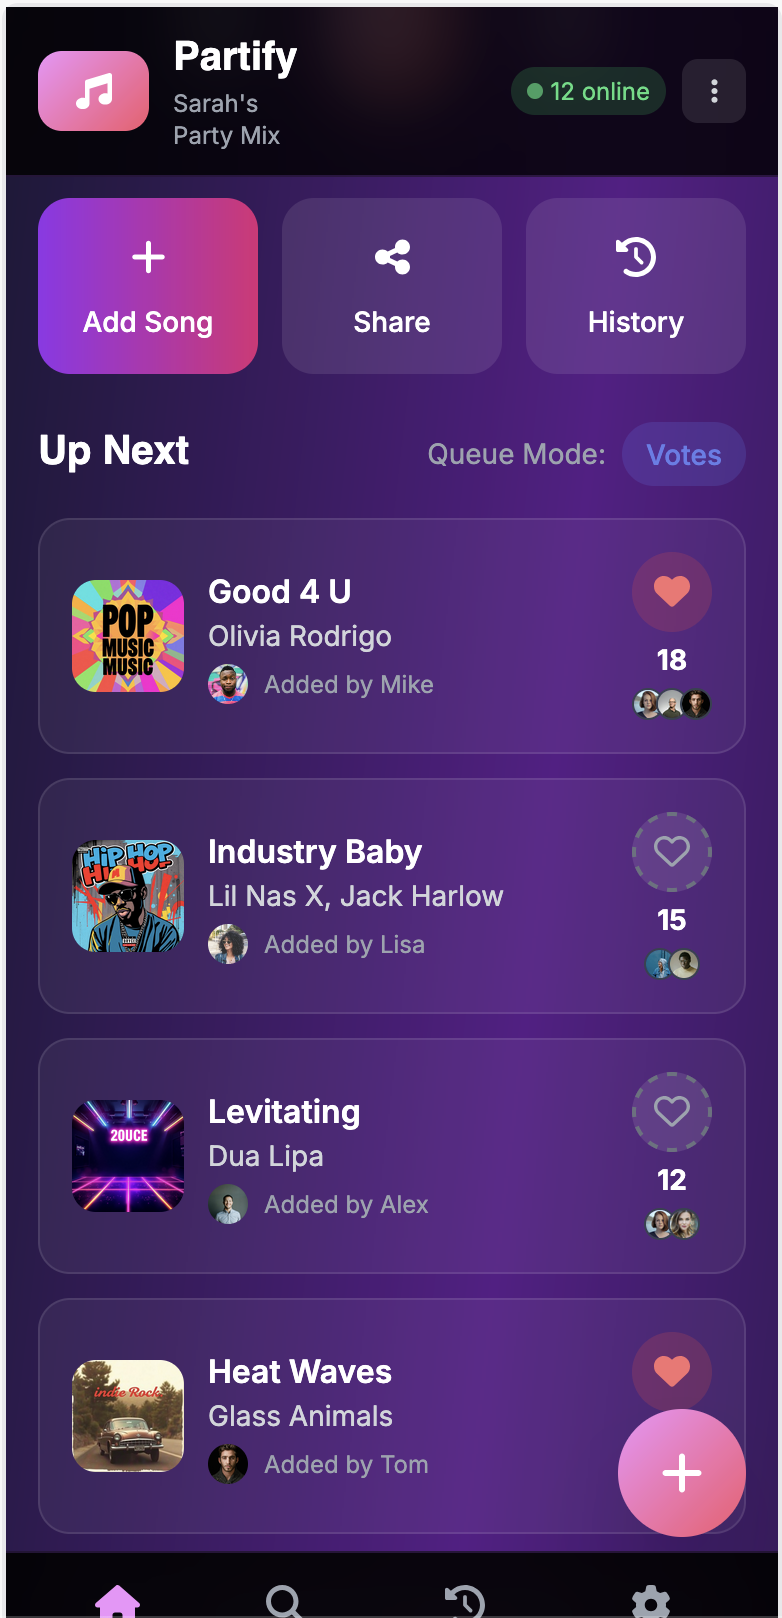 Partify
Sarah's
Party Mix
12 online
Add Song
Share
History
Up Next
Queue Mode:
Votes
POP
MUSIC
MUSIC
Good 4 U
Olivia Rodrigo
Added by Mike
18
HIP HOP
Industry Baby
Lil Nas X, Jack Harlow
Added by Lisa
15
20UCE
Levitating
Dua Lipa
Added by Alex
12
indie Rock
Heat Waves
Glass Animals
Added by Tom